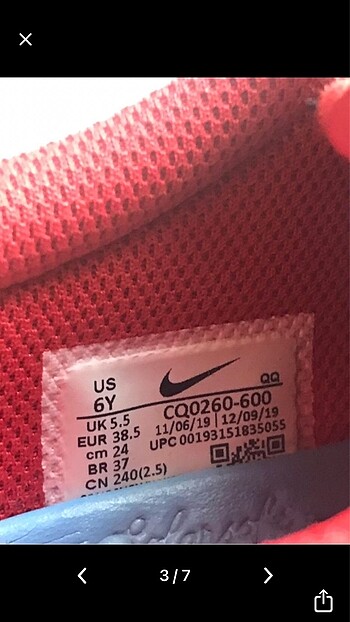 US
6Y
QQ
UK 5.5
CQ0260-600
EUR 38.5
11/06/19 | 12/09/19
cm 24
UPC 00193151835055
BR 37
CN 240(2.5)
3/7